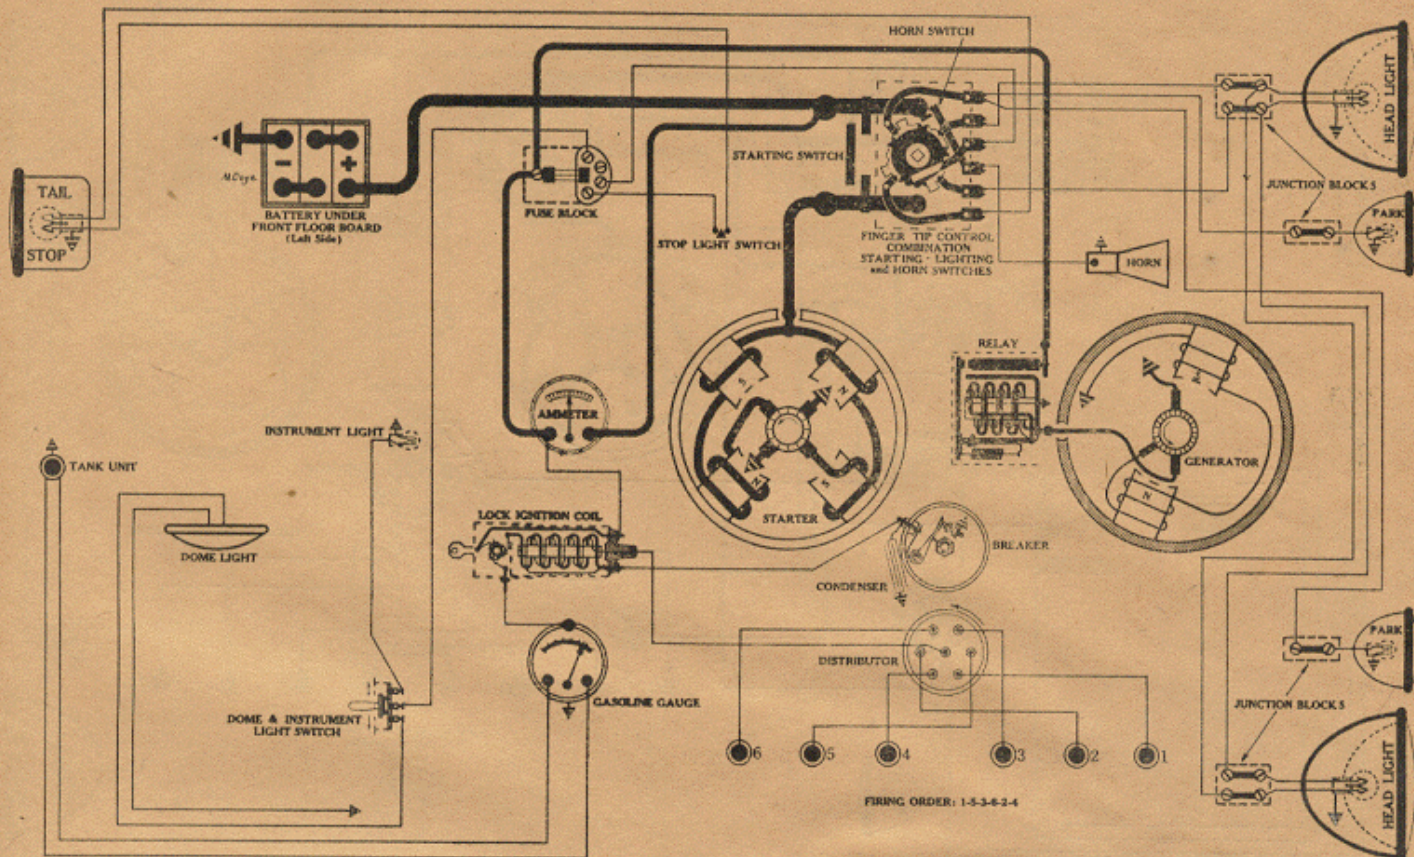 HORN SWITCH
HEAD LIGHT
STARTING SWITCH
JUNCTION BLOCKS
TAIL
STOP
BATTERY UNDER
FRONT FLOOR BOARD
(Left Side)
FUSE BLOCK
STOP LIGHT SWITCH
FINGER TIP CONTROL
COMBINATION
STARTING - LIGHTING
and HORN SWITCHES
PARK
HORN
RELAY
AMMETER
INSTRUMENT LIGHT
TANK UNIT
S
N
N
S
STARTER
GENERATOR
N
LOCK IGNITION COIL
DOME LIGHT
BREAKER
CONDENSER
DISTRIBUTOR
PARK
GASOLINE GAUGE
DOME & INSTRUMENT
LIGHT SWITCH
JUNCTION BLOCKS
6 5 4 3 2 1
HEAD LIGHT
FIRING ORDER: 1-5-3-6-2-4